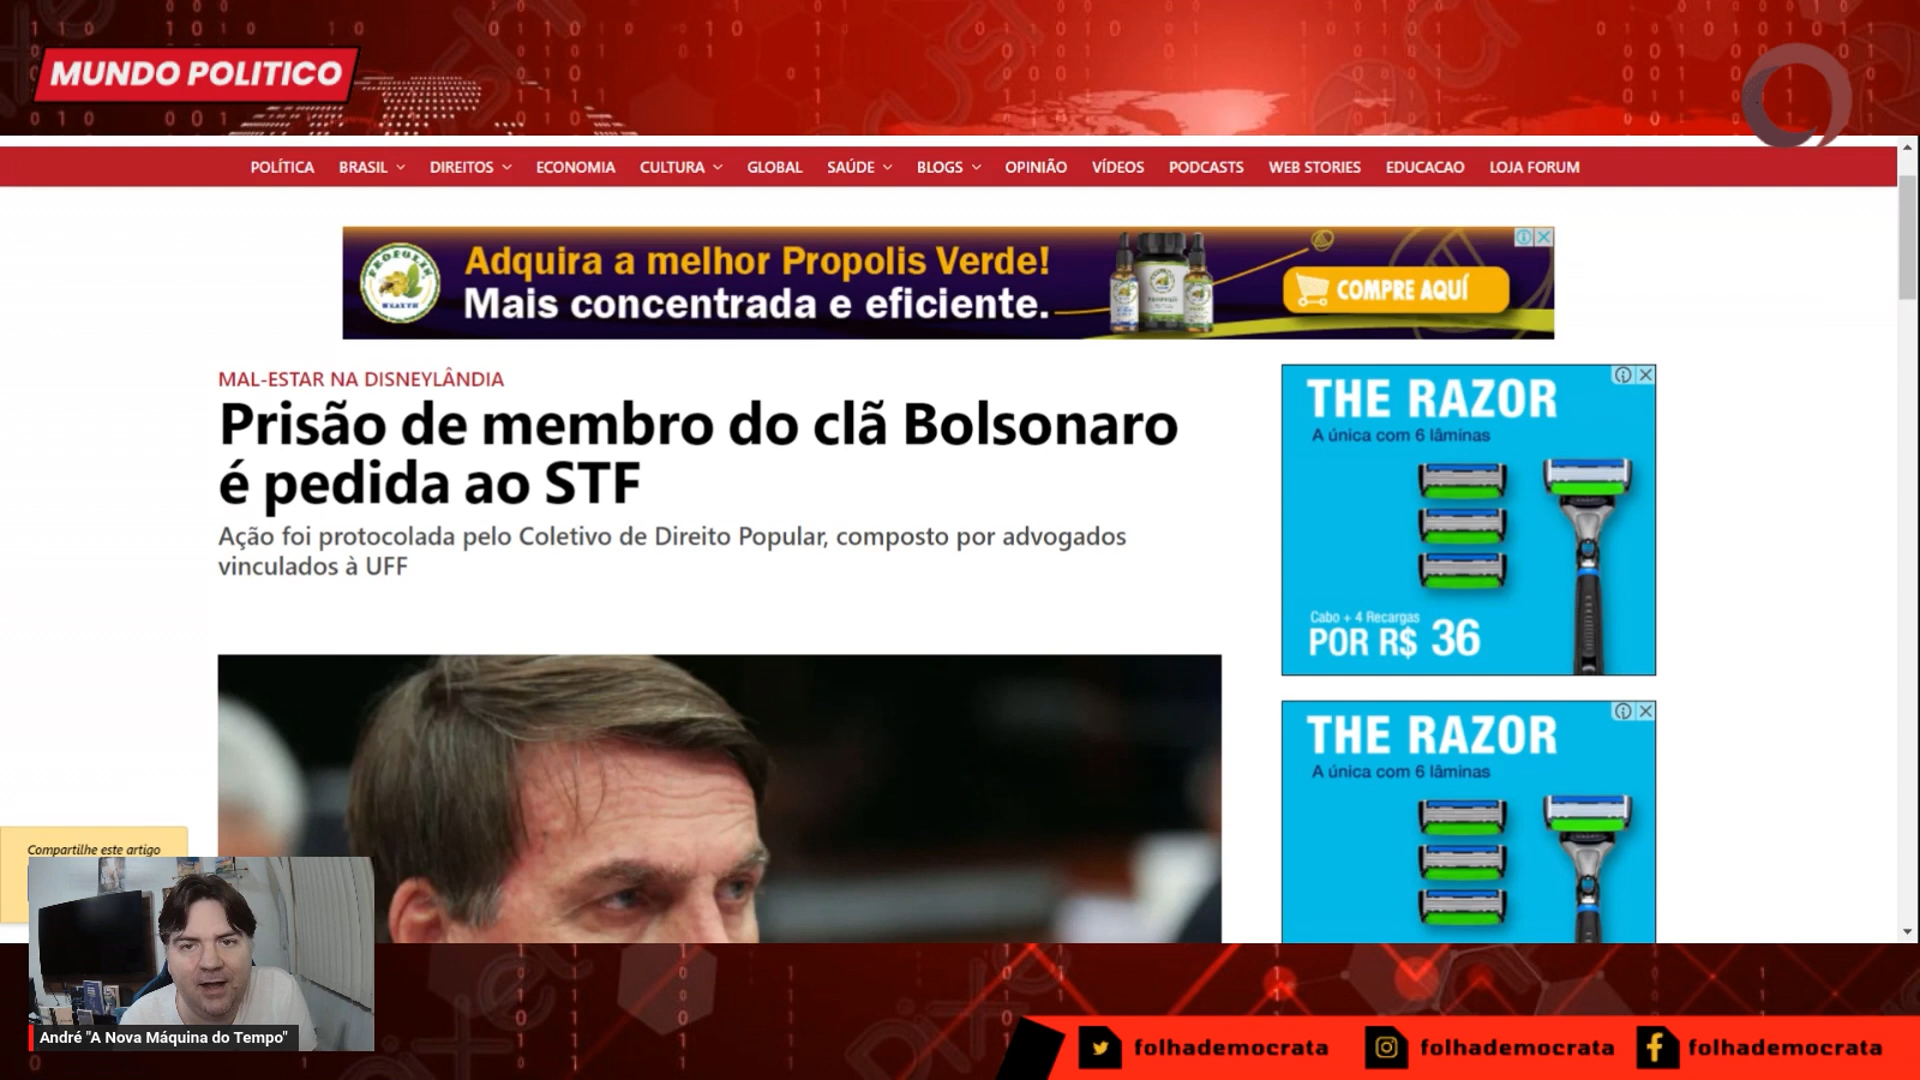 MUNDO POLITICO
POLÍTICA BRASIL DIREITOS ECONOMIA CULTURA GLOBAL SAÚDE BLOGS OPINIÃO VÍDEOS PODCASTS WEB STORIES EDUCACAO LOJA FORUM
Adquira a melhor Propolis Verde!
Mais concentrada e eficiente.
COMPRE AQUÍ
MAL-ESTAR NA DISNEYLÂNDIA
Prisão de membro do clã Bolsonaro
é pedida ao STF
Ação foi protocolada pelo Coletivo de Direito Popular, composto por advogados
vinculados à UFF
THE RAZOR
A única com 6 lâminas
Cabo + 4 Recargas
POR R$ 36
THE RAZOR
A única com 6 lâminas
Compartilhe este artigo
André "A Nova Máquina do Tempo"
folhademocrata folhademocrata folhademocrata